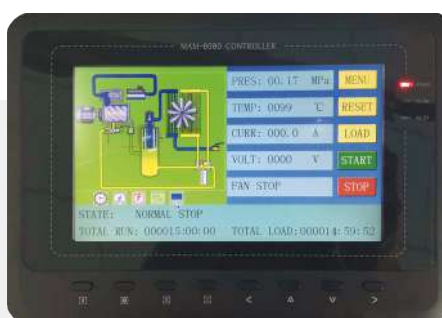 MAM-6080 CONTROLLER
PRES: 00.17 MPa MENU
TEMP: 0099 ℃ RESET
CURR: 000.0 A LOAD
VOLT: 0000 V START
FAN STOP STOP
STATE: NORMAL STOP
TOTAL RUN: 000015:00:00 TOTAL LOAD:000014:59:52